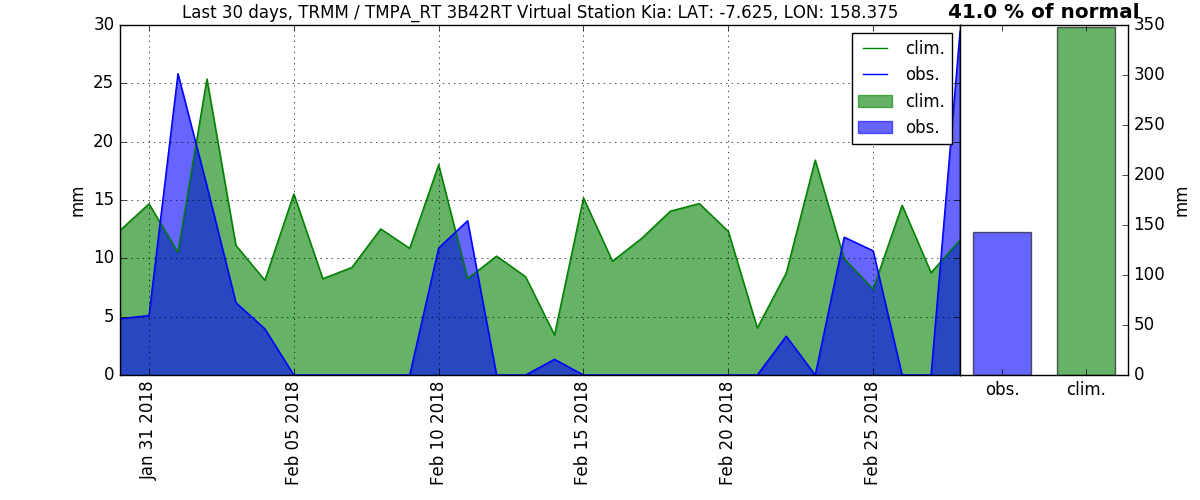 Last 30 days, TRMM / TMPA_RT 3B42RT Virtual Station Kia: LAT: -7.625, LON: 158.375
41.0 % of normal
30
25
20
15
10
5
0
mm
clim.
obs.
clim.
obs.
350
300
250
200
150
100
50
0
mm
obs.
clim.
Jan 31 2018
Feb 05 2018
Feb 10 2018
Feb 15 2018
Feb 20 2018
Feb 25 2018